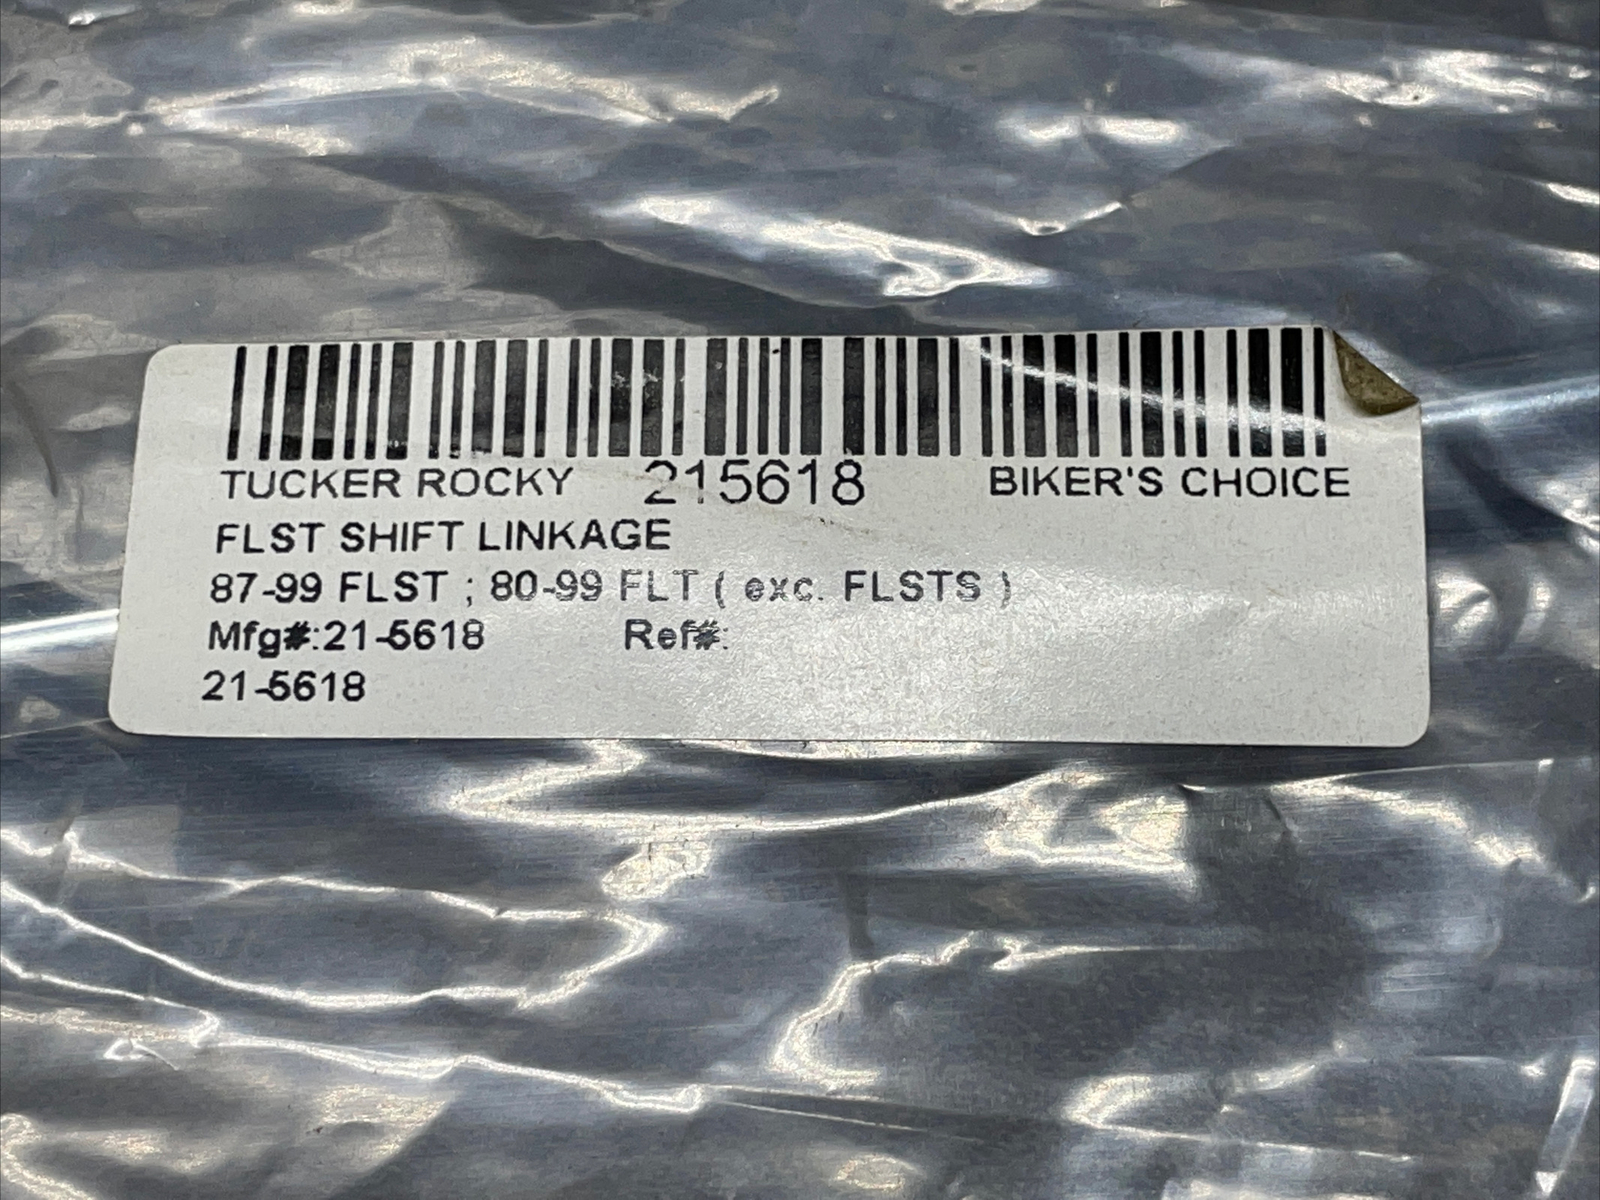 TUCKER ROCKY 215618 BIKER'S CHOICE
FLST SHIFT LINKAGE
87-99 FLST ; 80-99 FLT ( exc. FLSTS )
Mfg#:21-5618 Ref#:
21-5618